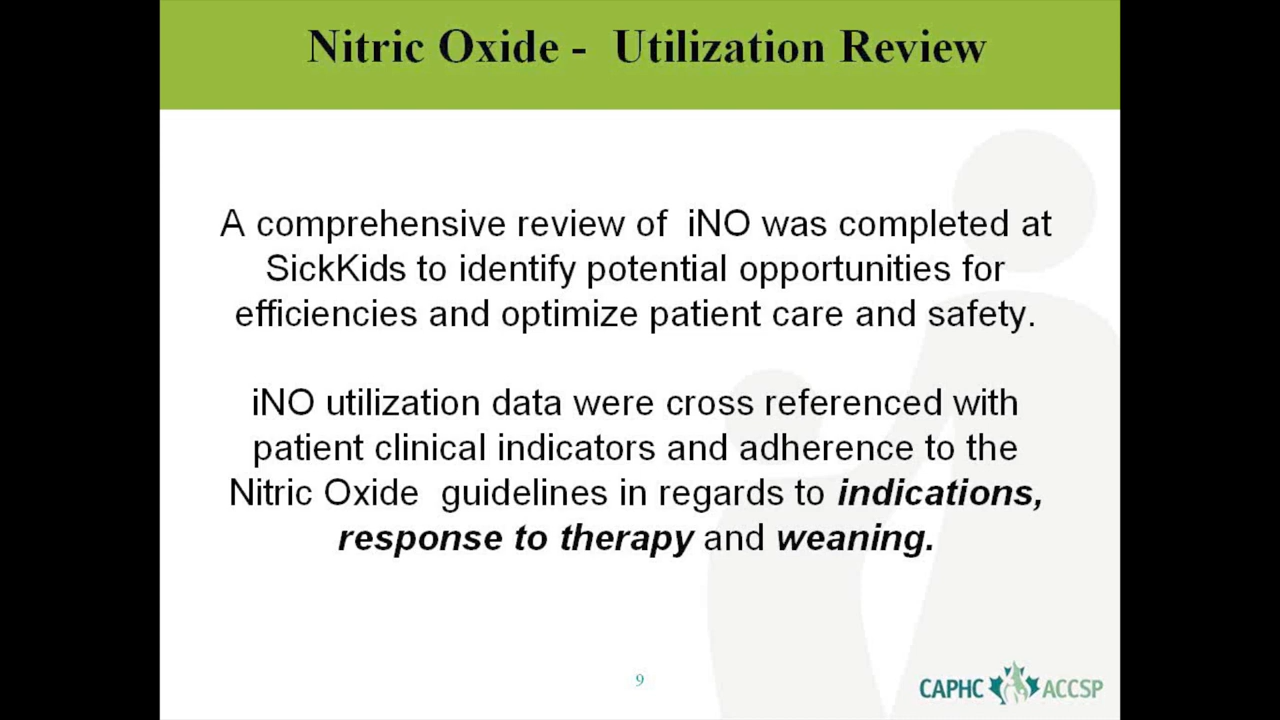 Nitric Oxide -  Utilization Review
A comprehensive review of  iNO was completed at
SickKids to identify potential opportunities for
efficiencies and optimize patient care and safety.
iNO utilization data were cross referenced with
patient clinical indicators and adherence to the
Nitric Oxide  guidelines in regards to indications,
response to therapy and weaning.
9
CAPHC ACCSP